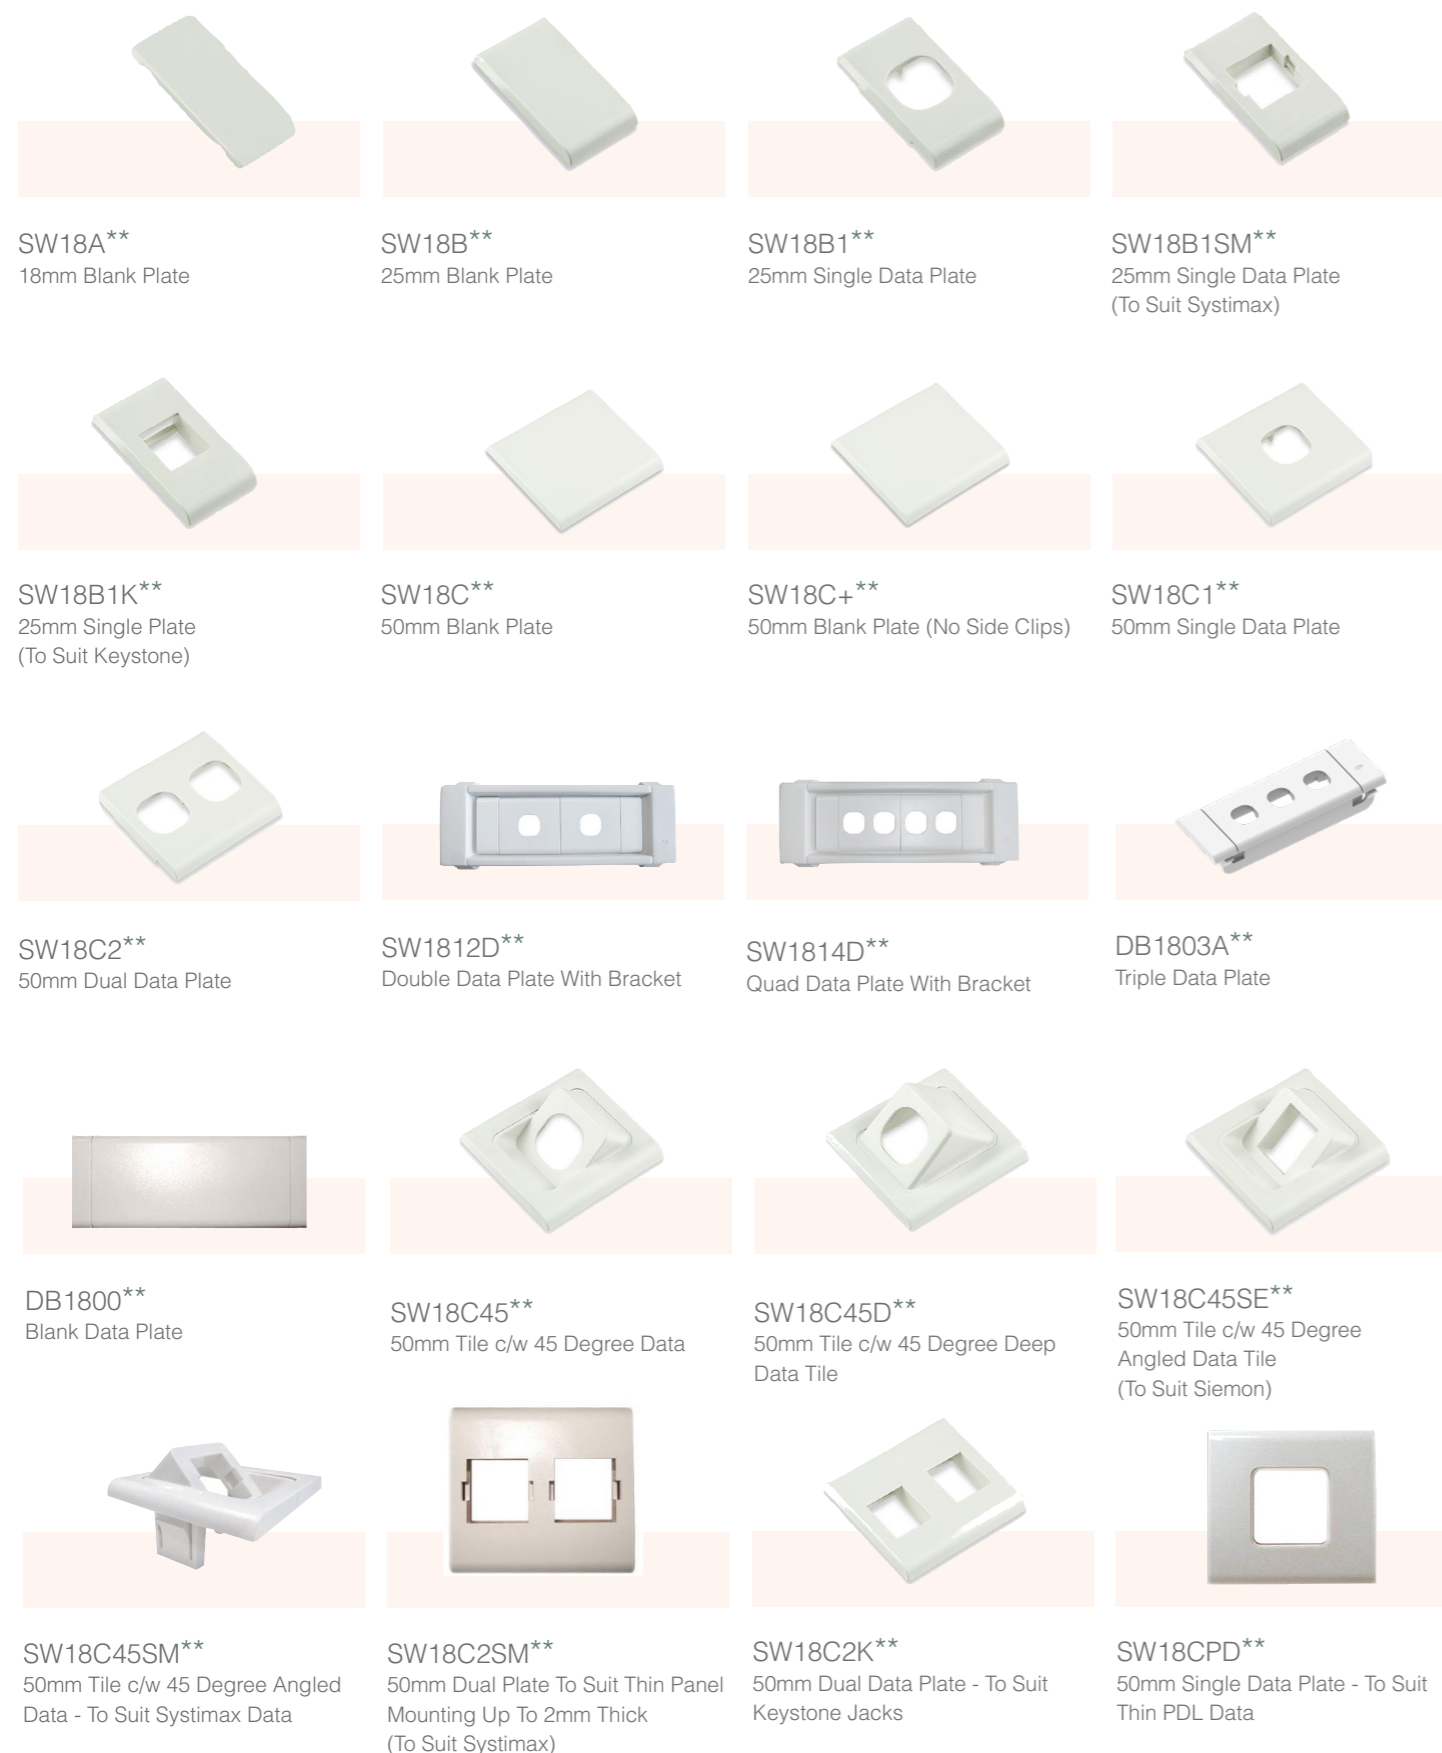 SW18A**
18mm Blank Plate
SW18B**
25mm Blank Plate
SW18B1**
25mm Single Data Plate
SW18B1SM**
25mm Single Data Plate
(To Suit Systimax)
SW18B1K**
25mm Single Plate
(To Suit Keystone)
SW18C**
50mm Blank Plate
SW18C+**
50mm Blank Plate (No Side Clips)
SW18C1**
50mm Single Data Plate
SW18C2**
50mm Dual Data Plate
SW1812D**
Double Data Plate With Bracket
SW1814D**
Quad Data Plate With Bracket
DB1803A**
Triple Data Plate
DB1800**
Blank Data Plate
SW18C45**
50mm Tile c/w 45 Degree Data
SW18C45D**
50mm Tile c/w 45 Degree Deep
Data Tile
SW18C45SE**
50mm Tile c/w 45 Degree
Angled Data Tile
(To Suit Siemon)
SW18C45SM**
50mm Tile c/w 45 Degree Angled
Data - To Suit Systimax Data
SW18C2SM**
50mm Dual Plate To Suit Thin Panel
Mounting Up To 2mm Thick
(To Suit Systimax)
SW18C2K**
50mm Dual Data Plate - To Suit
Keystone Jacks
SW18CPD**
50mm Single Data Plate - To Suit
Thin PDL Data